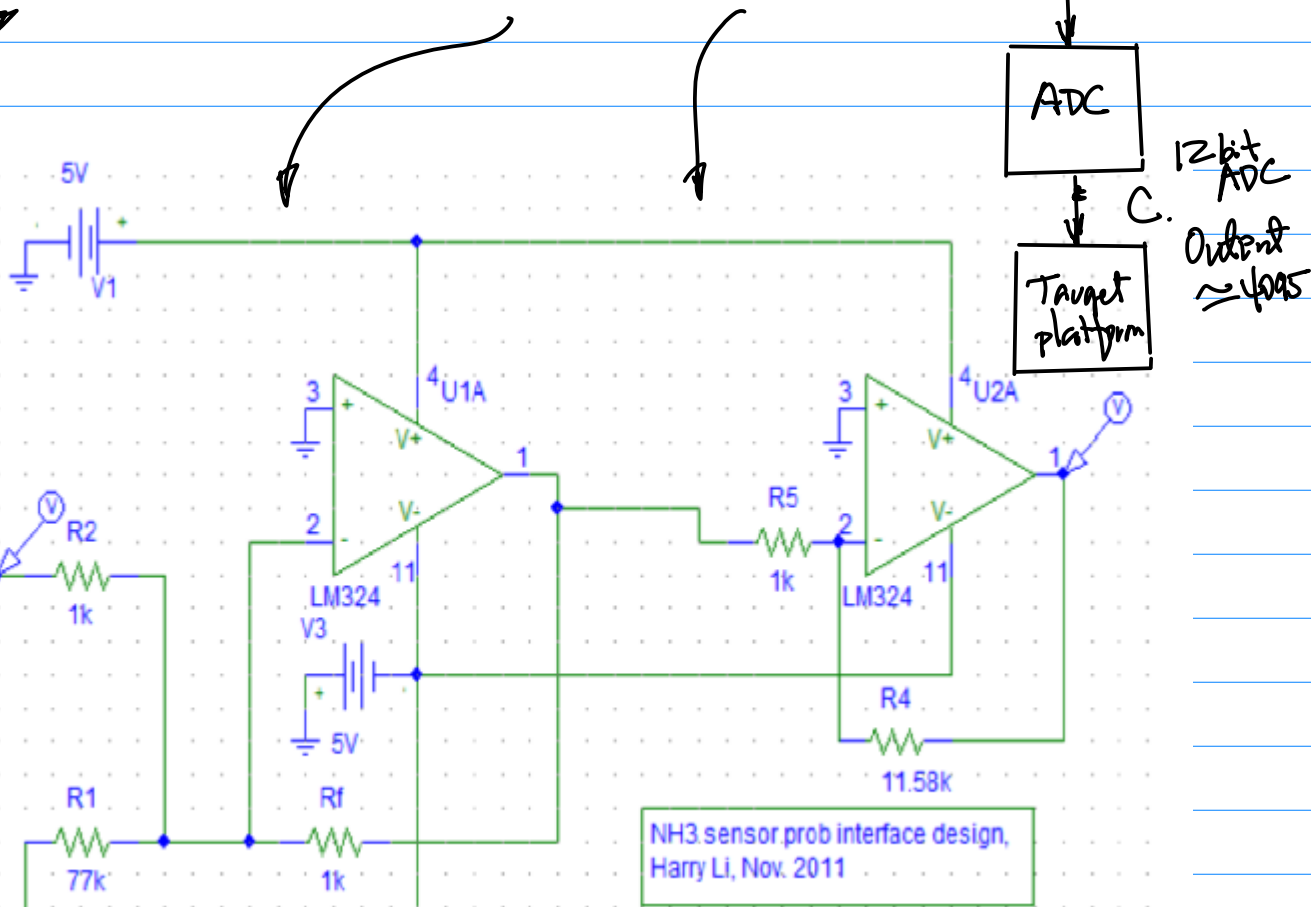 ADC
12 bit
ADC
C.
Output
~4095
Target
platform
5V
+
V1
4
U1A
3
+
V+
1
V-
2
-
11
LM324
4
U2A
3
+
V+
1
V
V-
2
-
11
LM324
R5
1k
V
R2
1k
V3
+
5V
R4
11.58k
R1
77k
Rf
1k
NH3 sensor prob interface design,
Harry Li, Nov. 2011